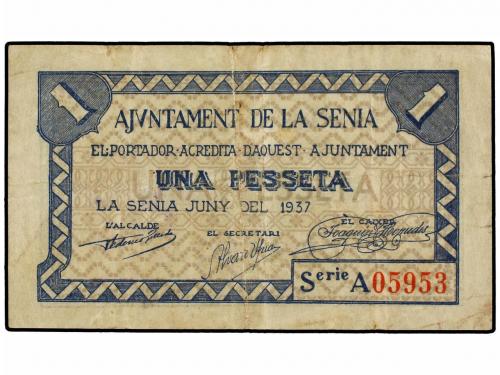 1 1
AJVNTAMENT DE LA SENIA
EL·PORTADOR·ACREDITA·DAQUEST·AJUNTAMENT
UNA PESSETA
LA SENIA JUNY DEL 1937
L'ALCALDE EL SECRETARI EL CAIXER
Serie A 05953